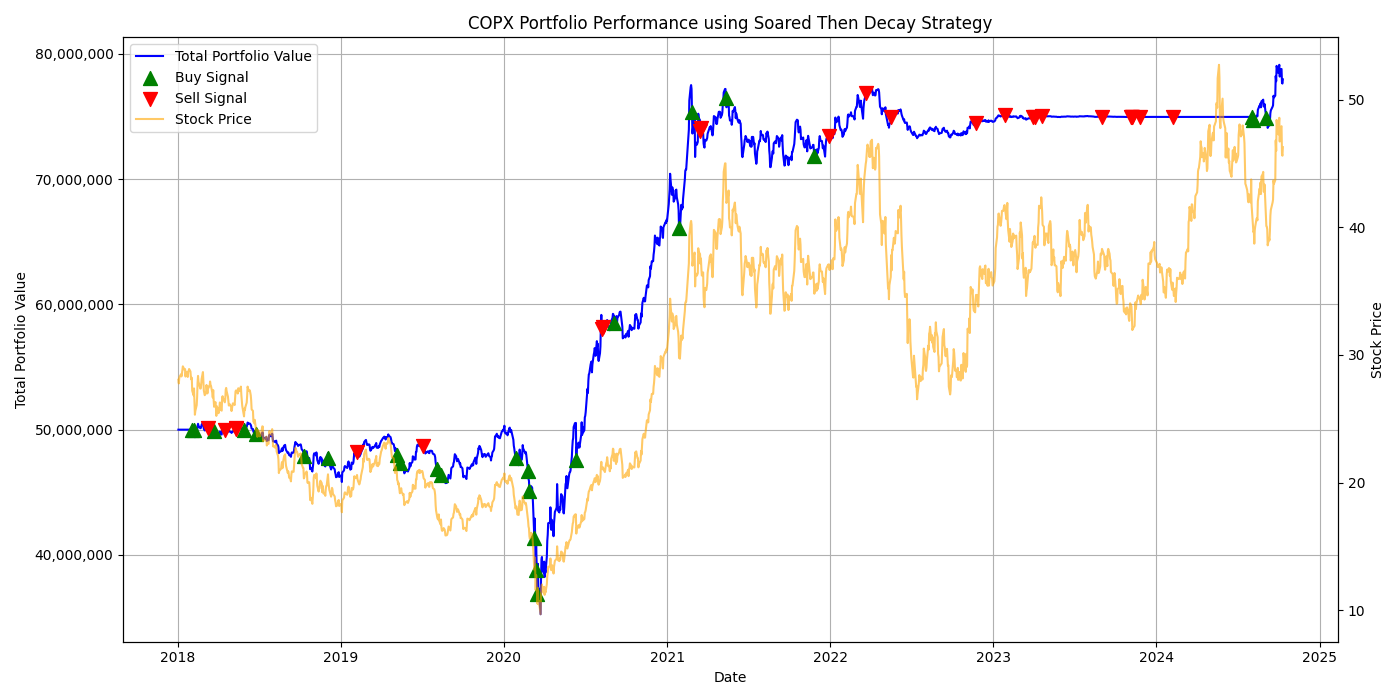 COPX Portfolio Performance using Soared Then Decay Strategy
Total Portfolio Value
Buy Signal
Sell Signal
Stock Price
80,000,000
70,000,000
60,000,000
50,000,000
40,000,000
Total Portfolio Value
50
40
30
20
10
Stock Price
2018
2019
2020
2021
2022
2023
2024
2025
Date